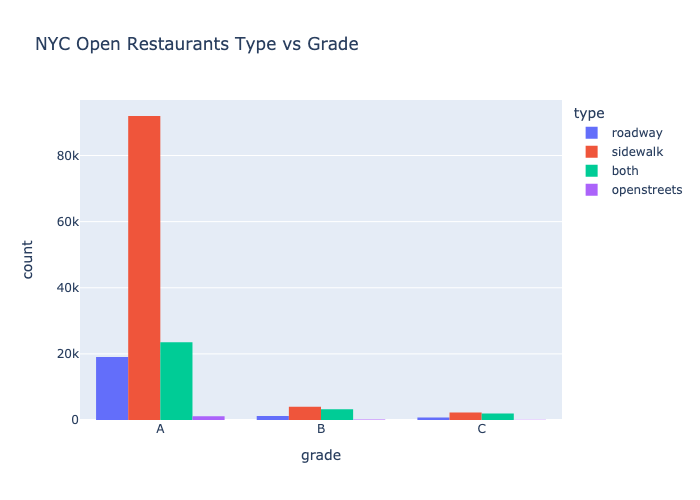 NYC Open Restaurants Type vs Grade
type
roadway
sidewalk
both
openstreets
80k
60k
40k
20k
0
count
A B C
grade